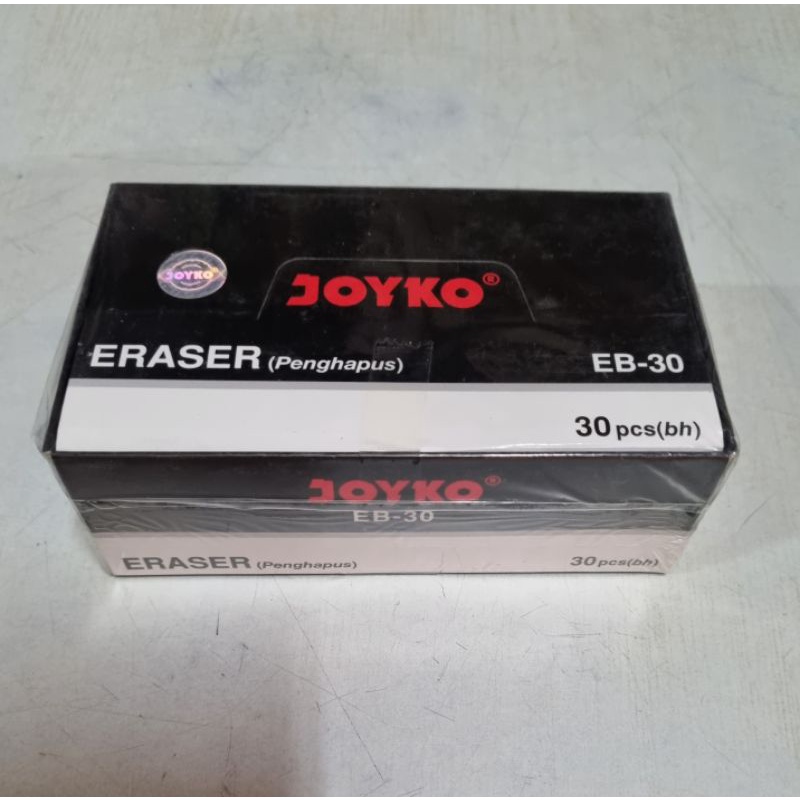 JOYKO
JOYKO®
ERASER (Penghapus)
EB-30
30 pcs(bh)
JOYKO®
EB-30
ERASER (Penghapus)
30 pcs(bh)